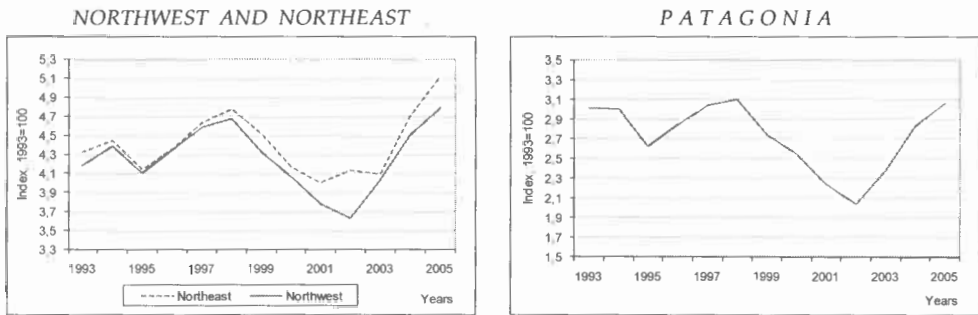 NORTHWEST AND NORTHEAST
Index, 1993=100
5,3
5,1
4,9
4,7
4,5
4,3
4,1
3,9
3,7
3,5
3,3
1993 1995 1997 1999 2001 2003 2005
Northeast Northwest
Years
PATAGONIA
Index, 1993=100
3,5
3,3
3,1
2,9
2,7
2,5
2,3
2,1
1,9
1,7
1,5
1993 1995 1997 1999 2001 2003 2005
Years